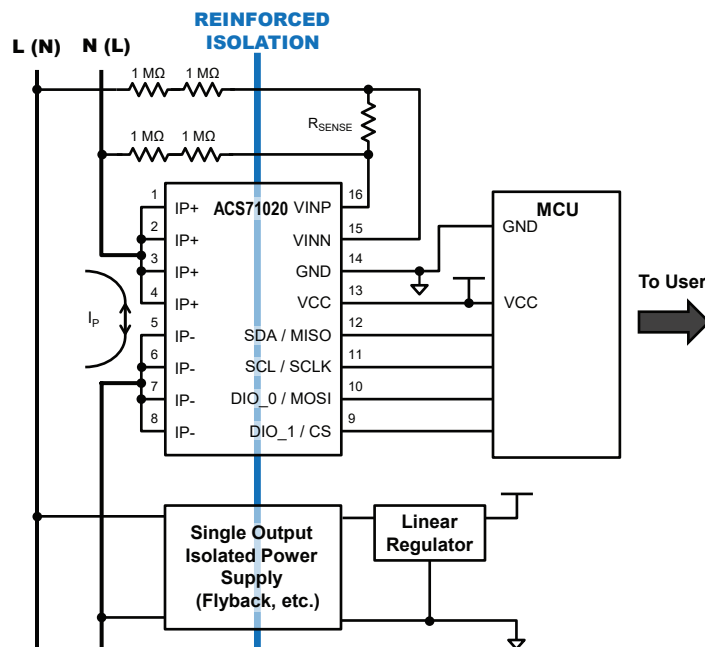 REINFORCED
ISOLATION
L (N)
N (L)
1 MΩ
1 MΩ
R_SENSE
1 MΩ
1 MΩ
ACS71020
1
IP+
2
IP+
3
IP+
4
IP+
5
IP-
6
IP-
7
IP-
8
IP-
I_P
VINP
16
VINN
15
GND
14
VCC
13
SDA / MISO
12
SCL / SCLK
11
DIO_0 / MOSI
10
DIO_1 / CS
9
MCU
GND
VCC
To User
Single Output
Isolated Power
Supply
(Flyback, etc.)
Linear
Regulator